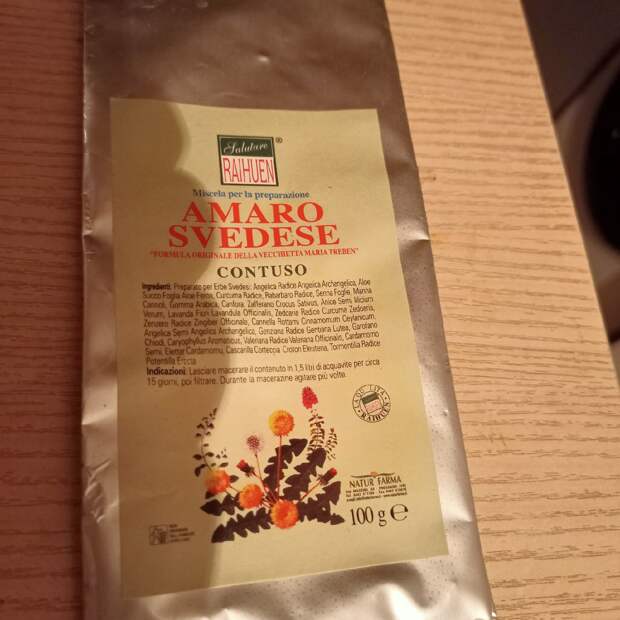 Salutare
RAIHUEN ®
Miscela per la preparazione
AMARO
SVEDESE
"FORMULA ORIGINALE DELLA VECCHIETTA MARIA TREBEN"
CONTUSO
Ingredienti: Preparato per Erbe Svedesi: Angelica Radice Angelica Archangelica, Aloe
Succo Foglia Aloe Ferox, Curcuma Radice, Rabarbaro Radice, Senna Foglie, Manna
Cannoli, Gomma Arabica, Canfora, Zafferano Crocus Sativus, Anice Semi Illicium
Verum, Lavanda Fiori Lavandula Officinalis, Zedoaria Radice Curcuma Zedoaria,
Zenzero Radice Zingiber Officinale, Cannella Rottami Cinnamomum Ceylanicum,
Angelica Semi Angelica Archangelica, Genziana Radice Gentiana Lutea, Garofano
Chiodi, Caryophyllus Aromaticus, Valeriana Radice Valeriana Officinalis, Cardamomo
Semi, Elettar Cardamomu, Cascarilla Corteccia Croton Eleuteria, Tormentilla Radice
Potentilla Erecta
Indicazioni: Lasciare macerare il contenuto in 1,5 litri di acquavite per circa
15 giorni, poi filtrare. Durante la macerazine agitare più volte.
RAIHUEN
NATUR FARMA
100 g e